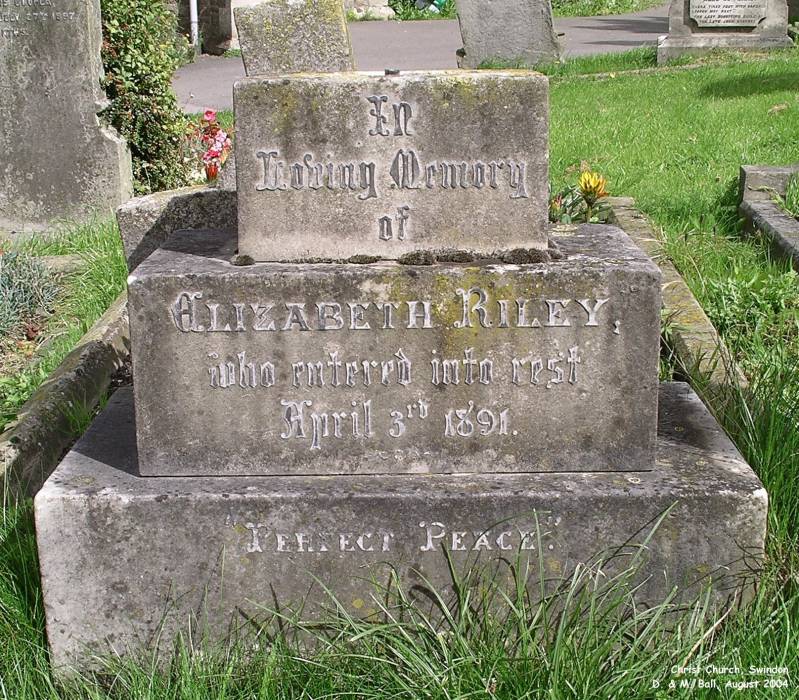 In
Loving Memory
of
Elizabeth Riley,
who entered into rest
April 3rd 1891.
"Perfect Peace."
Christ Church, Swindon
D. & M. Ball, August 2004